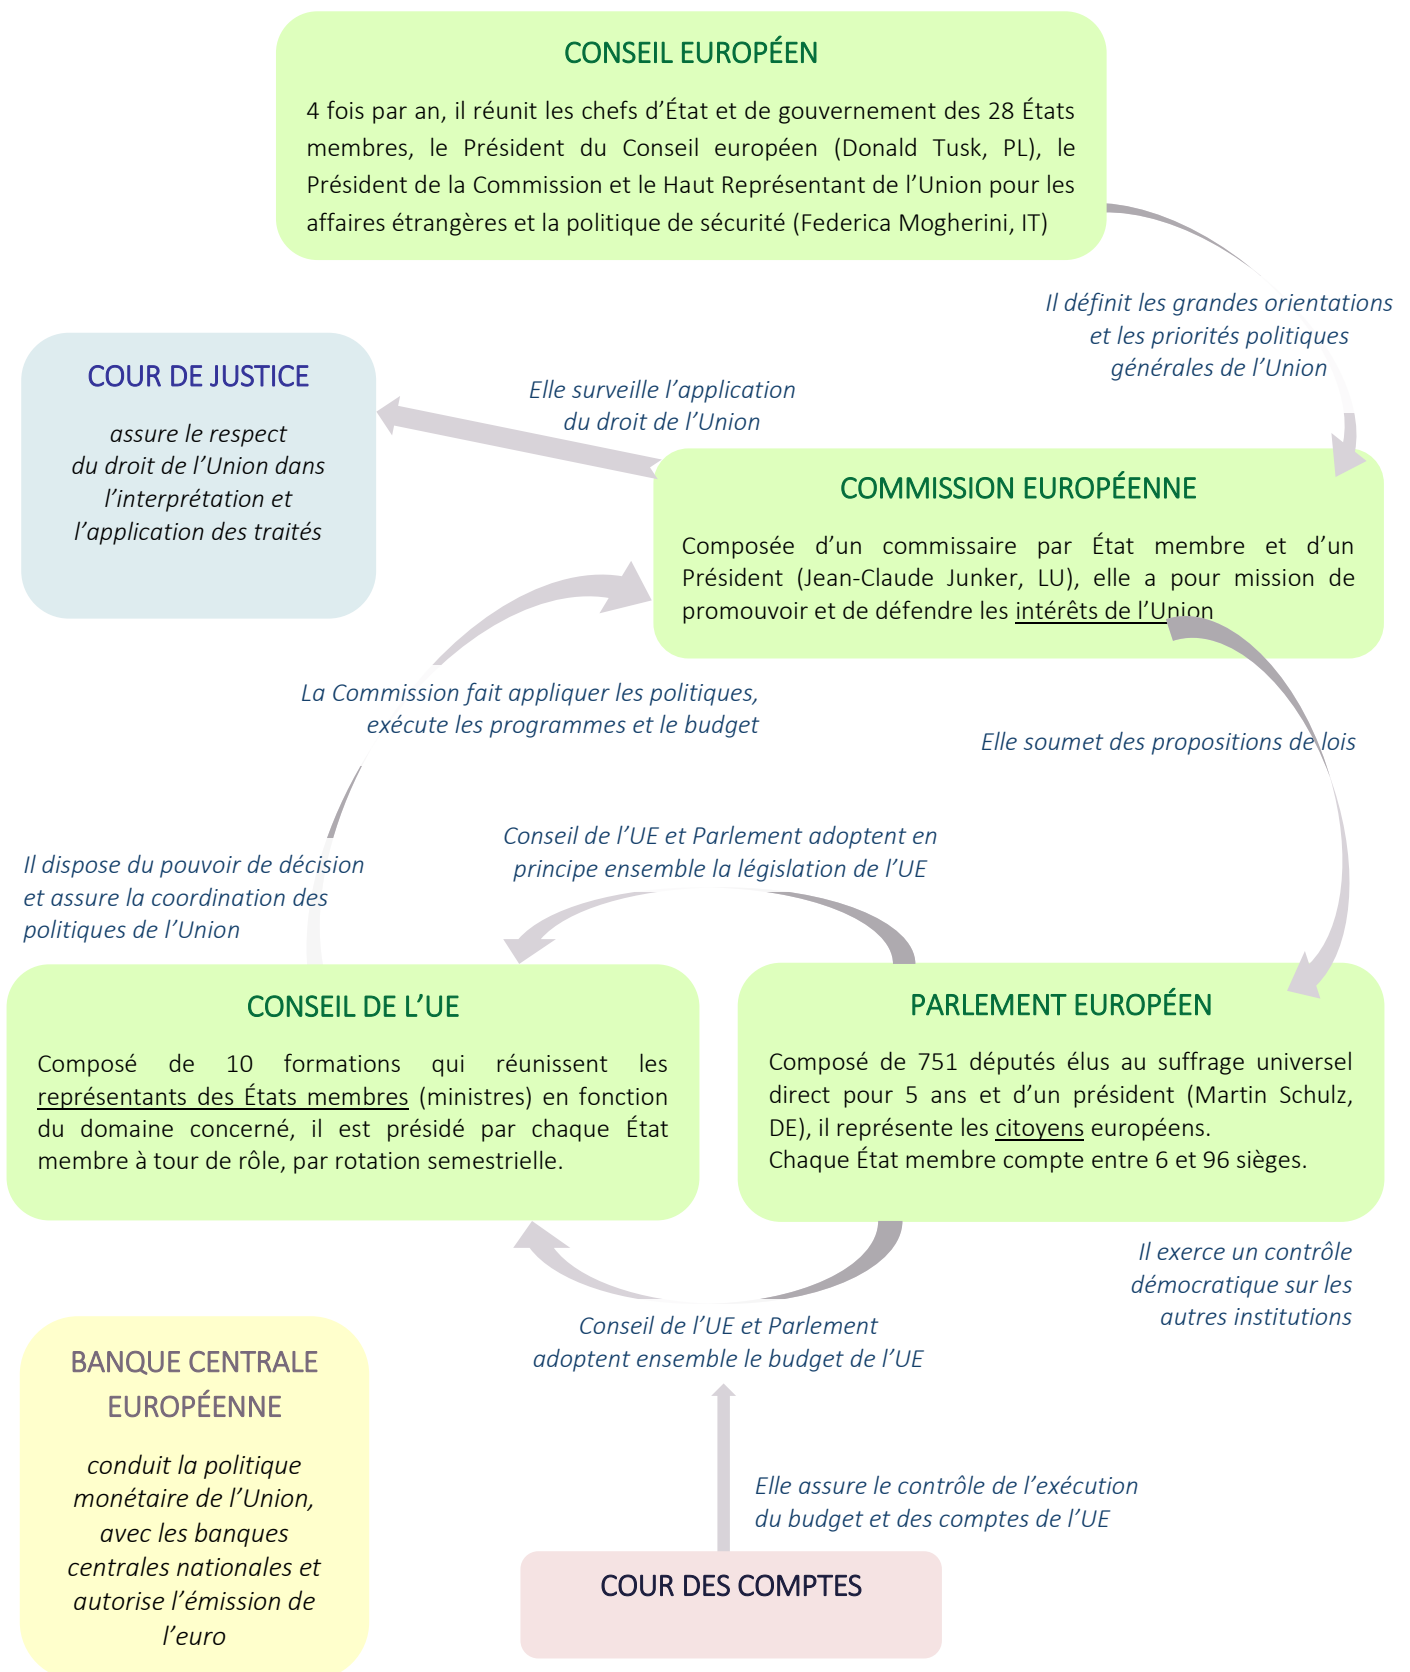 CONSEIL EUROPÉEN
4 fois par an, il réunit les chefs d’État et de gouvernement des 28 États
membres, le Président du Conseil européen (Donald Tusk, PL), le
Président de la Commission et le Haut Représentant de l’Union pour les
affaires étrangères et la politique de sécurité (Federica Mogherini, IT)
Il définit les grandes orientations
et les priorités politiques
générales de l’Union
COUR DE JUSTICE
assure le respect
du droit de l’Union dans
l’interprétation et
l’application des traités
Elle surveille l’application
du droit de l’Union
COMMISSION EUROPÉENNE
Composée d’un commissaire par État membre et d’un
Président (Jean-Claude Junker, LU), elle a pour mission de
promouvoir et de défendre les intérêts de l’Union
La Commission fait appliquer les politiques,
exécute les programmes et le budget
Elle soumet des propositions de lois
Conseil de l’UE et Parlement adoptent en
principe ensemble la législation de l’UE
Il dispose du pouvoir de décision
et assure la coordination des
politiques de l’Union
CONSEIL DE L’UE
Composé de 10 formations qui réunissent les
représentants des États membres (ministres) en fonction
du domaine concerné, il est présidé par chaque État
membre à tour de rôle, par rotation semestrielle.
PARLEMENT EUROPÉEN
Composé de 751 députés élus au suffrage universel
direct pour 5 ans et d’un président (Martin Schulz,
DE), il représente les citoyens européens.
Chaque État membre compte entre 6 et 96 sièges.
Il exerce un contrôle
démocratique sur les
autres institutions
Conseil de l’UE et Parlement
adoptent ensemble le budget de l’UE
BANQUE CENTRALE
EUROPÉENNE
conduit la politique
monétaire de l’Union,
avec les banques
centrales nationales et
autorise l’émission de
l’euro
Elle assure le contrôle de l’exécution
du budget et des comptes de l’UE
COUR DES COMPTES